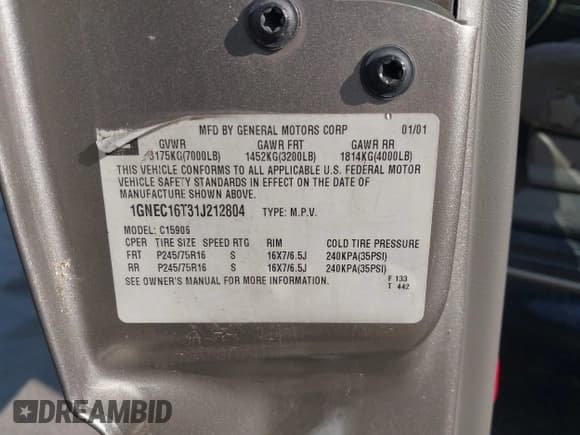 MFD BY GENERAL MOTORS CORP 01/01
GVWR GAWR FRT GAWR RR
3175KG(7000LB) 1452KG(3200LB) 1814KG(4000LB)
THIS VEHICLE CONFORMS TO ALL APPLICABLE U.S. FEDERAL MOTOR
VEHICLE SAFETY STANDARDS IN EFFECT ON THE DATE OF
MANUFACTURE SHOWN ABOVE.
1GNEC16T31J212804 TYPE: M.P.V.
MODEL: C15906
CPER TIRE SIZE SPEED RTG RIM COLD TIRE PRESSURE
FRT P245/75R16 S 16X7/6.5J 240KPA(35PSI)
RR P245/75R16 S 16X7/6.5J 240KPA(35PSI)
SEE OWNER'S MANUAL FOR MORE INFORMATION. F 133
T 442
DREAMBID